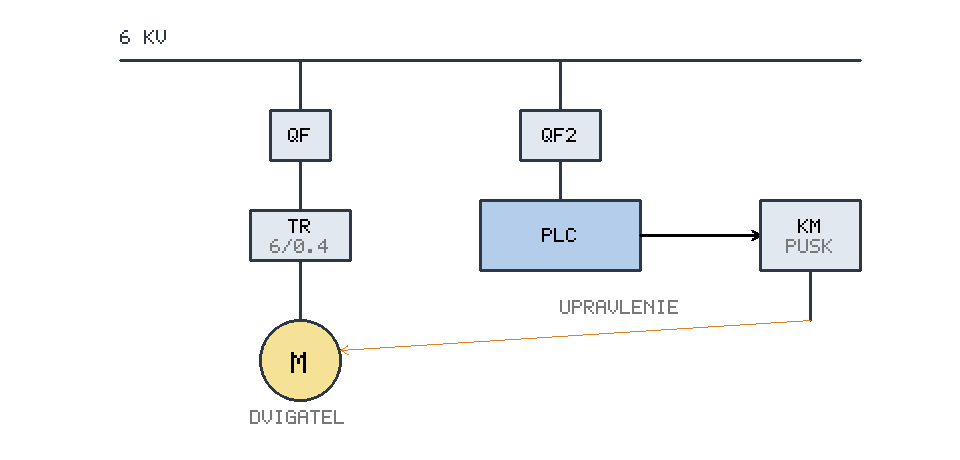 6 KV
QF
QF2
TR
6/0.4
PLC
KM
PUSK
UPRAVLENIE
M
DVIGATEL